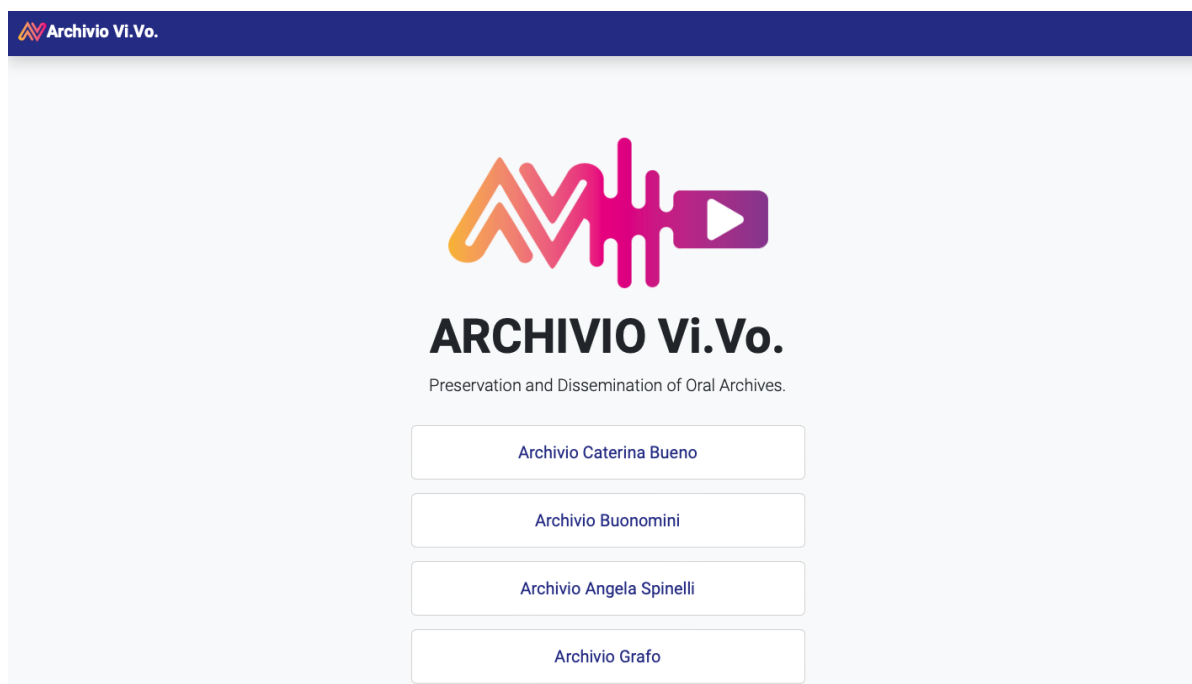 Archivio Vi.Vo.
ARCHIVIO Vi.Vo.
Preservation and Dissemination of Oral Archives.
Archivio Caterina Bueno
Archivio Buonomini
Archivio Angela Spinelli
Archivio Grafo